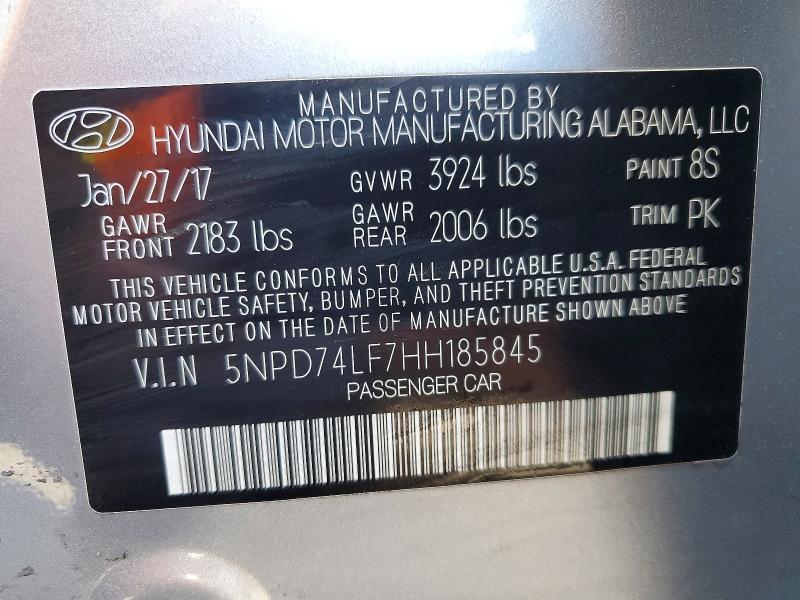 MANUFACTURED BY
HYUNDAI MOTOR MANUFACTURING ALABAMA, LLC
Jan/27/17 GVWR 3924 lbs PAINT 8S
GAWR FRONT 2183 lbs GAWR REAR 2006 lbs TRIM PK
THIS VEHICLE CONFORMS TO ALL APPLICABLE U.S.A. FEDERAL
MOTOR VEHICLE SAFETY, BUMPER, AND THEFT PREVENTION STANDARDS
IN EFFECT ON THE DATE OF MANUFACTURE SHOWN ABOVE
V.I.N 5NPD74LF7HH185845
PASSENGER CAR